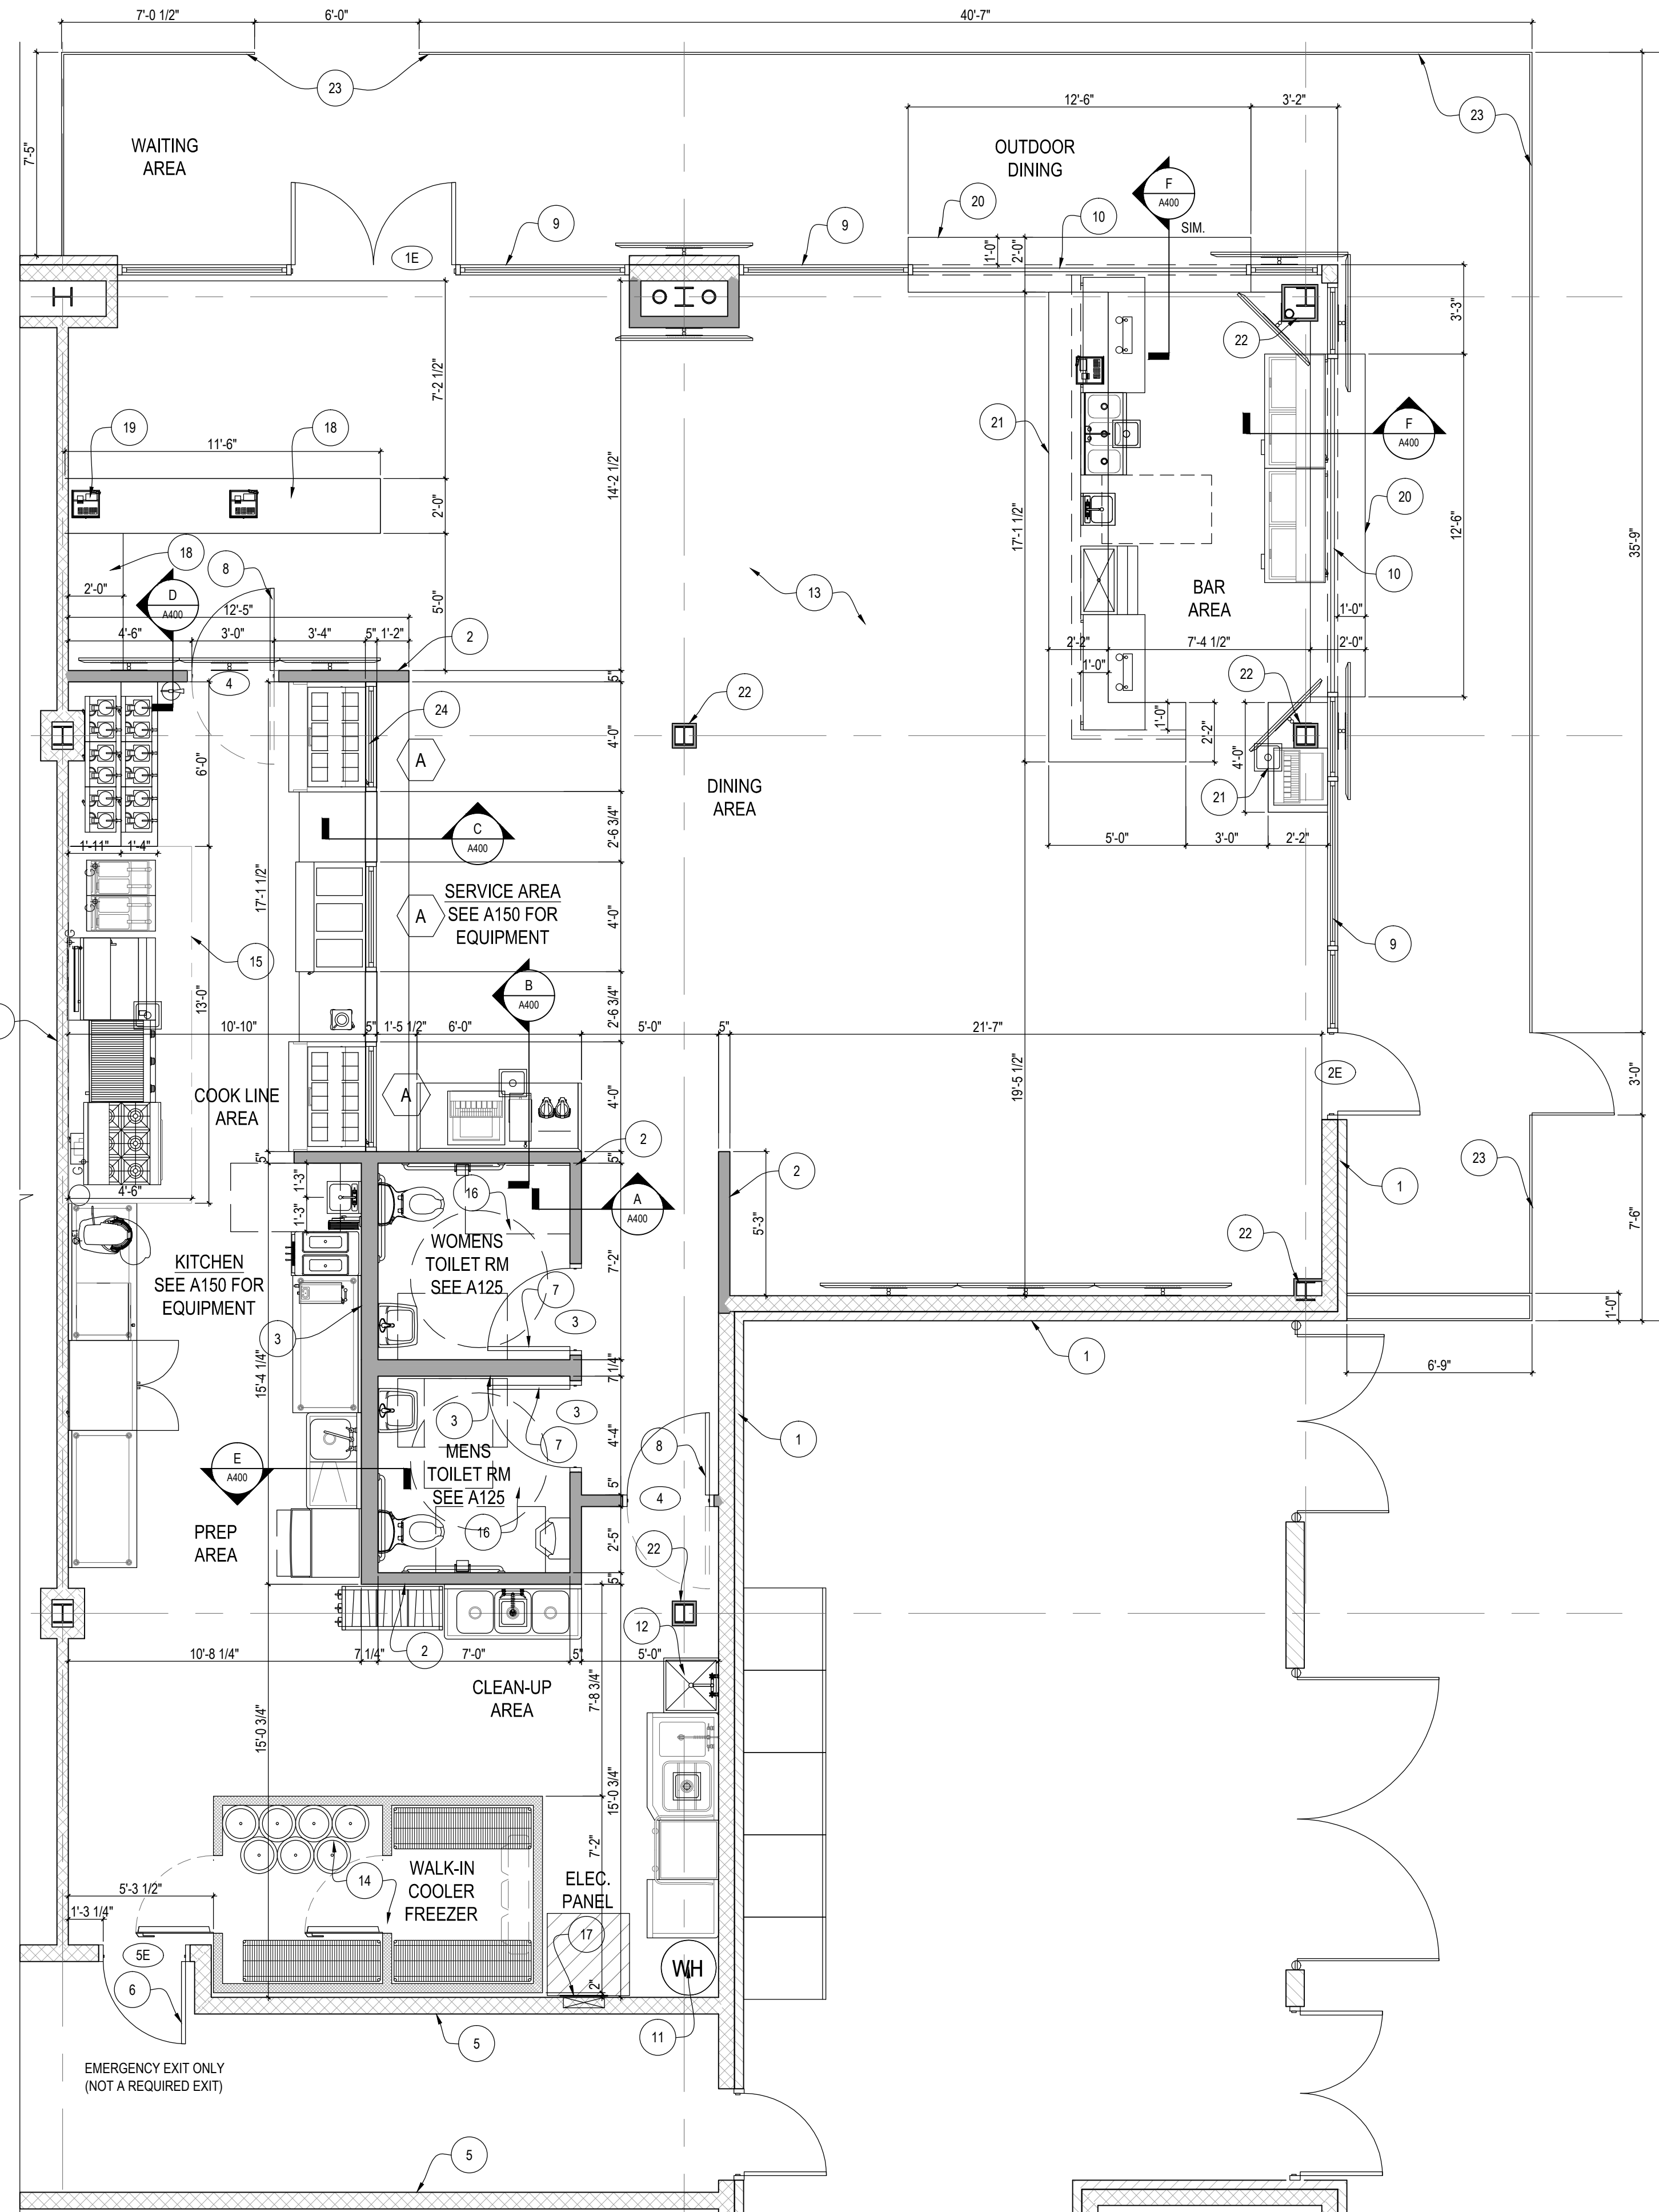 7'-0 1/2"
6'-0"
40'-7"
7'-5"
23
23
WAITING
AREA
12'-6"
3'-2"
OUTDOOR
DINING
F
A400
SIM.
20
10
9
9
1E
1'-0"
2'-0"
22
3'-3"
7'-2 1/2"
14'-2 1/2"
19
18
11'-6"
2'-0"
21
F
A400
20
12'-6"
35'-9"
17'-1 1/2"
18
8
13
10
2'-0"
D
A400
12'-5"
5'-0"
BAR
AREA
1'-0"
4'-6"
3'-0"
3'-4"
5"
1'-2"
2
2'-2"
7'-4 1/2"
2'-0"
1'-0"
5"
4
24
22
22
1'-0"
2'-2"
4'-0"
6'-0"
A
4'-0"
DINING
AREA
21
C
A400
2'-6 3/4"
1'-11"
1'-4"
5'-0"
3'-0"
2'-2"
G
17'-1 1/2"
SERVICE AREA
SEE A150 FOR
EQUIPMENT
A
4'-0"
G
G
15
9
13'-0"
B
A400
2'-6 3/4"
10'-10"
5"
1'-5 1/2"
6'-0"
5'-0"
5"
21'-7"
19'-5 1/2"
2E
3'-0"
COOK LINE
AREA
A
4'-0"
2
5"
5"
G
4'-6"
1'-3"
1'-3"
16
A
A400
2
1
23
5'-3"
7'-6"
WOMENS
TOILET RM
SEE A125
7'-2"
22
KITCHEN
SEE A150 FOR
EQUIPMENT
7
3
3
1'-0"
15'-4 1/4"
7 1/4"
1
6'-9"
3
3
7
4'-4"
8
1
MENS
TOILET RM
SEE A125
E
A400
5"
4
16
PREP
AREA
2'-5"
22
5"
12
2
10'-8 1/4"
7 1/4"
7'-0"
5"
5'-0"
CLEAN-UP
AREA
7'-8 3/4"
15'-0 3/4"
15'-0 3/4"
7'-2"
WALK-IN
COOLER
FREEZER
14
ELEC.
PANEL
5'-3 1/2"
1'-3 1/4"
17
5E
WH
6
2"
5
11
EMERGENCY EXIT ONLY
(NOT A REQUIRED EXIT)
5